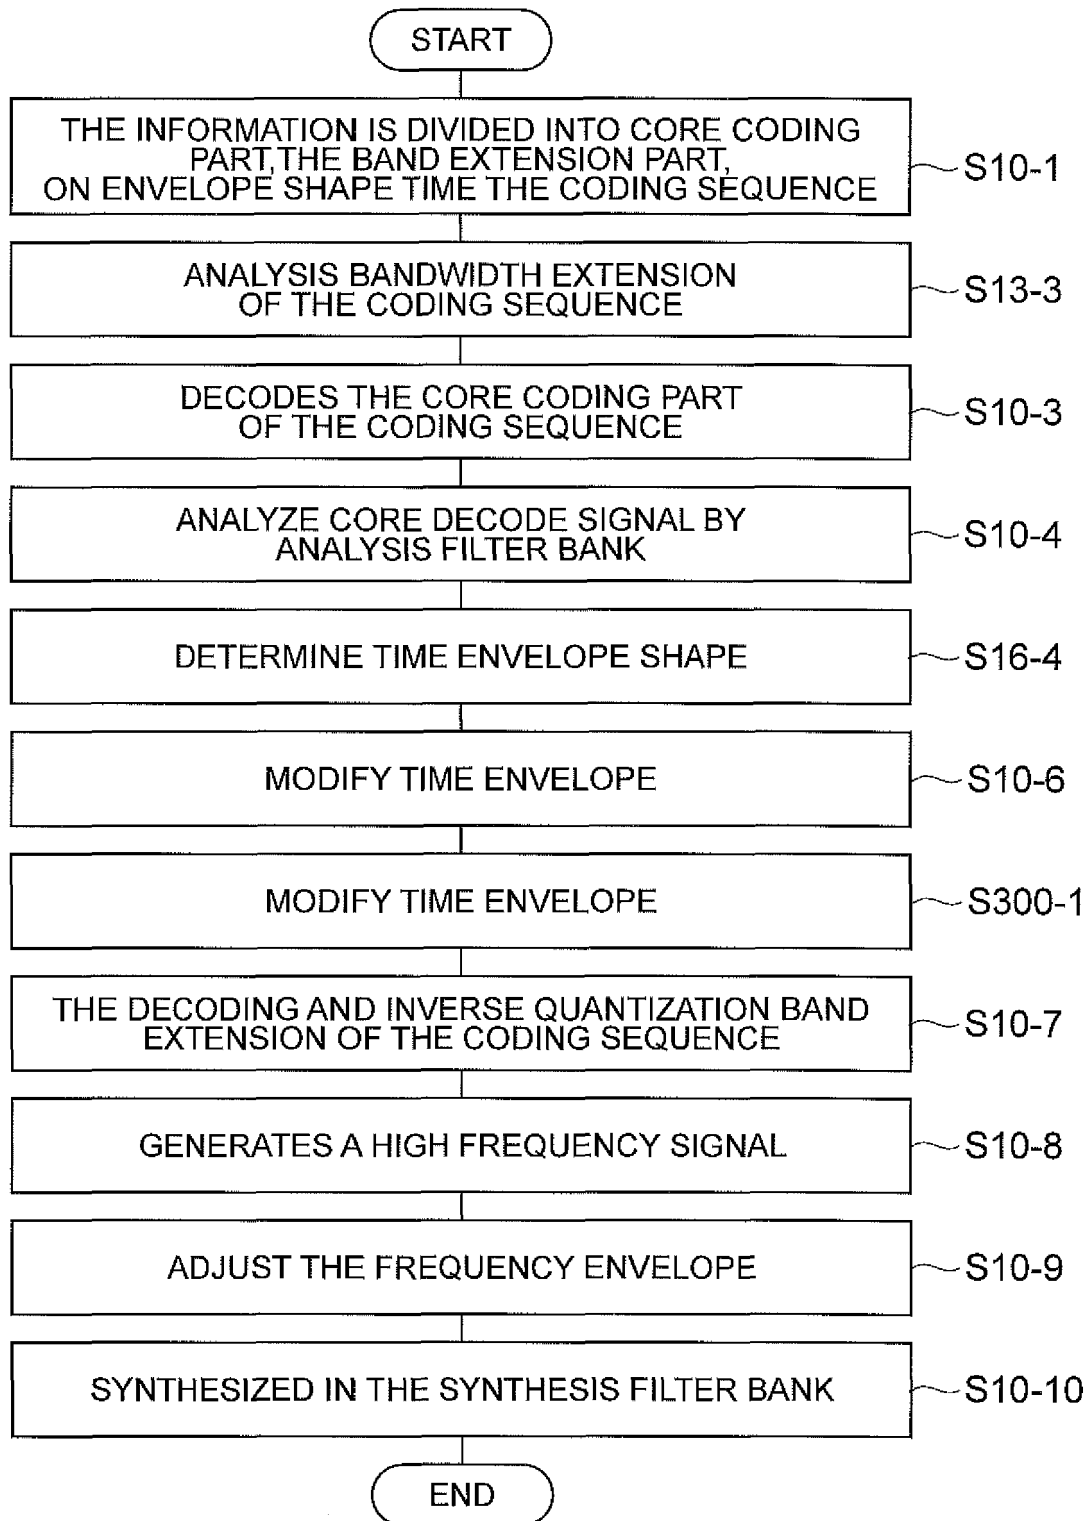 START
THE INFORMATION IS DIVIDED INTO CORE CODING
PART,THE BAND EXTENSION PART,
ON ENVELOPE SHAPE TIME THE CODING SEQUENCE
S10-1
ANALYSIS BANDWIDTH EXTENSION
OF THE CODING SEQUENCE
S13-3
DECODES THE CORE CODING PART
OF THE CODING SEQUENCE
S10-3
ANALYZE CORE DECODE SIGNAL BY
ANALYSIS FILTER BANK
S10-4
DETERMINE TIME ENVELOPE SHAPE
S16-4
MODIFY TIME ENVELOPE
S10-6
MODIFY TIME ENVELOPE
S300-1
THE DECODING AND INVERSE QUANTIZATION BAND
EXTENSION OF THE CODING SEQUENCE
S10-7
GENERATES A HIGH FREQUENCY SIGNAL
S10-8
ADJUST THE FREQUENCY ENVELOPE
S10-9
SYNTHESIZED IN THE SYNTHESIS FILTER BANK
S10-10
END